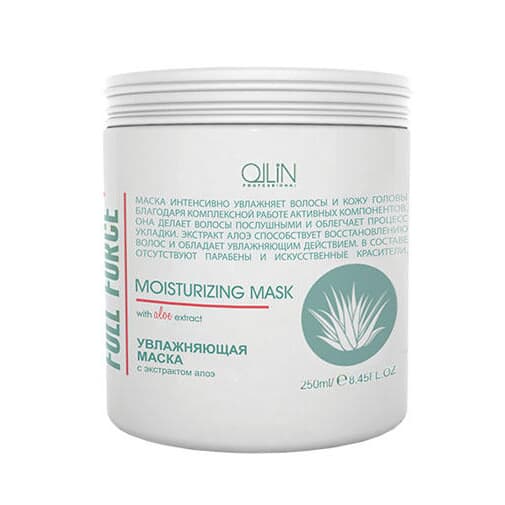 OLLiN
PROFESSIONAL
МАСКА ИНТЕНСИВНО УВЛАЖНЯЕТ ВОЛОСЫ И КОЖУ ГОЛОВЫ
БЛАГОДАРЯ КОМПЛЕКСНОЙ РАБОТЕ АКТИВНЫХ КОМПОНЕНТОВ,
ОНА ДЕЛАЕТ ВОЛОСЫ ПОСЛУШНЫМИ И ОБЛЕГЧАЕТ ПРОЦЕСС
УКЛАДКИ. ЭКСТРАКТ АЛОЭ СПОСОБСТВУЕТ ВОССТАНОВЛЕНИЮ
ВОЛОС И ОБЛАДАЕТ УВЛАЖНЯЮЩИМ ДЕЙСТВИЕМ. В СОСТАВЕ
ОТСУТСТВУЮТ ПАРАБЕНЫ И ИСКУССТВЕННЫЕ КРАСИТЕЛИ.
FULL FORCE
MOISTURIZING MASK
with aloe extract
УВЛАЖНЯЮЩАЯ
МАСКА
с экстрактом алоэ
250ml/ ℮ 8.45FL.OZ